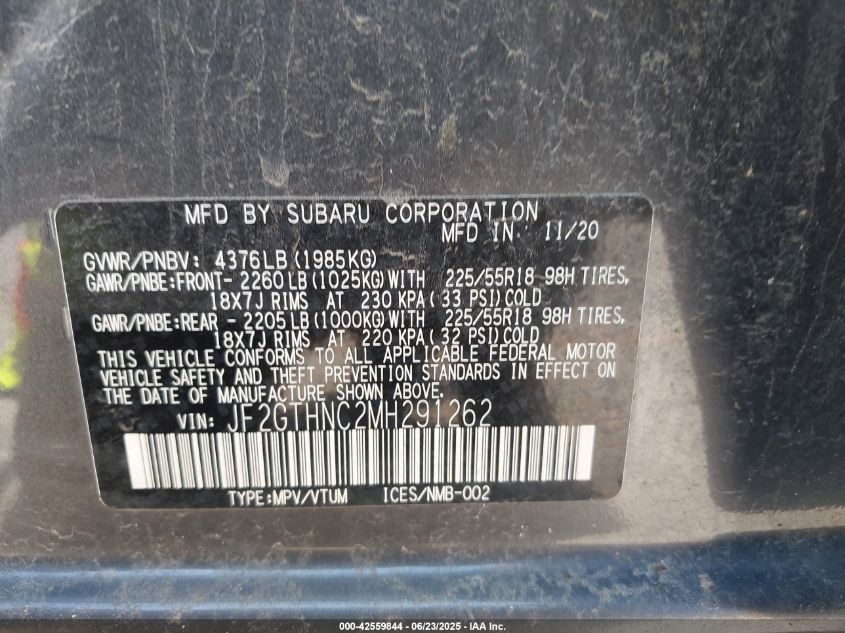 MFD BY SUBARU CORPORATION
MFD IN. 11/20
GVWR/PNBV: 4376LB(1985KG)
GAWR/PNBE:FRONT- 2260LB(1025KG)WITH 225/55R18 98H TIRES,
18X7J RIMS AT 230 KPA( 33 PSI)COLD
GAWR/PNBE:REAR - 2205LB(1000KG)WITH 225/55R18 98H TIRES,
18X7J RIMS AT 220 KPA( 32 PSI)COLD
THIS VEHICLE CONFORMS TO ALL APPLICABLE FEDERAL MOTOR
VEHICLE SAFETY AND THEFT PREVENTION STANDARDS IN EFFECT ON
THE DATE OF MANUFACTURE SHOWN ABOVE.
VIN: JF2GTHNC2MH291262
TYPE:MPV/VTUM ICES/NMB-002
000-42559844 - 06/23/2025 - IAA Inc.